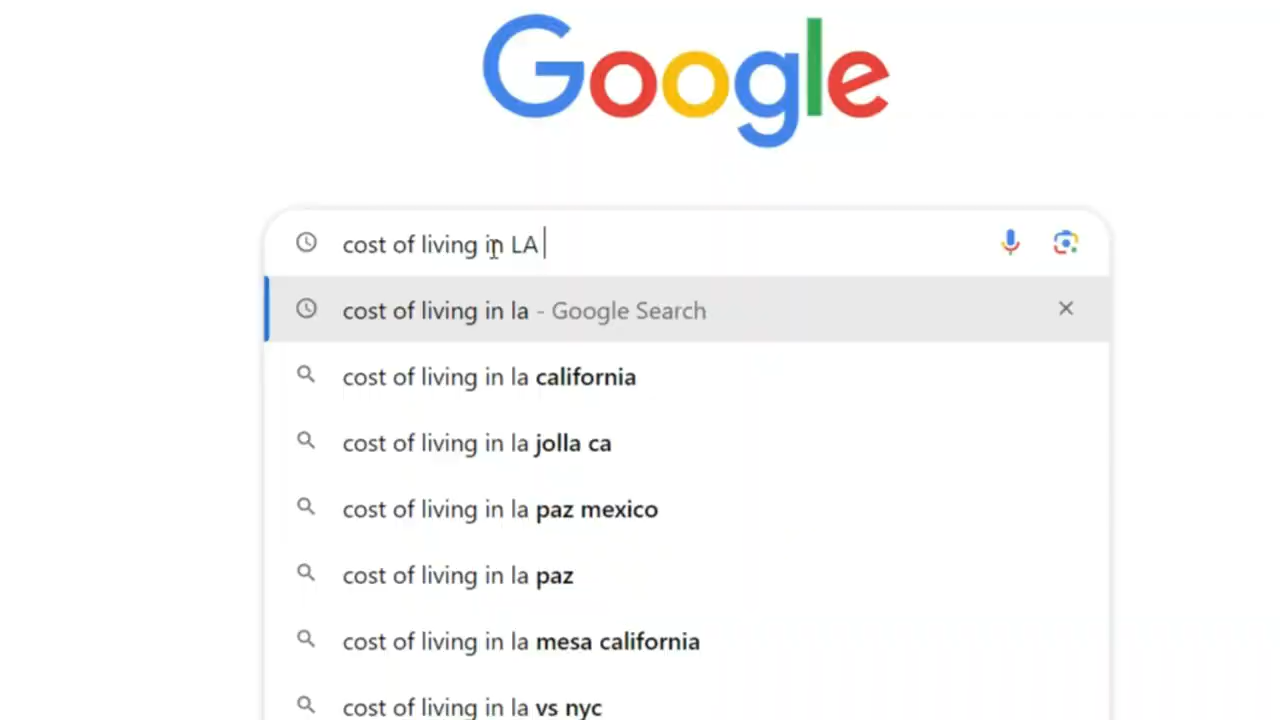 Google
cost of living in LA
cost of living in la - Google Search
cost of living in la california
cost of living in la jolla ca
cost of living in la paz mexico
cost of living in la paz
cost of living in la mesa california
cost of living in la vs nyc